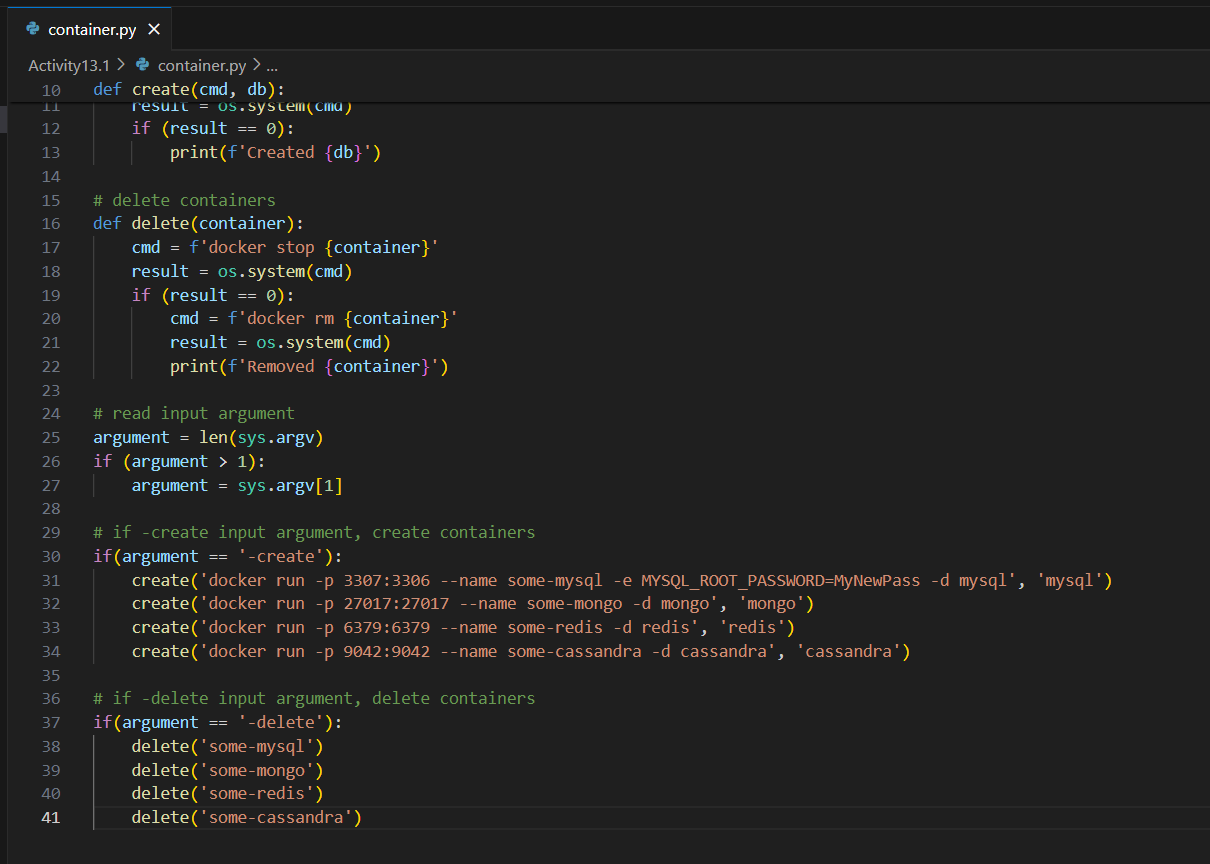 container.py
Activity13.1 > container.py > ...
10 def create(cmd, db):
11     result = os.system(cmd)
12     if (result == 0):
13         print(f'Created {db}')
14
15 # delete containers
16 def delete(container):
17     cmd = f'docker stop {container}'
18     result = os.system(cmd)
19     if (result == 0):
20         cmd = f'docker rm {container}'
21         result = os.system(cmd)
22         print(f'Removed {container}')
23
24 # read input argument
25 argument = len(sys.argv)
26 if (argument > 1):
27     argument = sys.argv[1]
28
29 # if -create input argument, create containers
30 if(argument == '-create'):
31     create('docker run -p 3307:3306 --name some-mysql -e MYSQL_ROOT_PASSWORD=MyNewPass -d mysql', 'mysql')
32     create('docker run -p 27017:27017 --name some-mongo -d mongo', 'mongo')
33     create('docker run -p 6379:6379 --name some-redis -d redis', 'redis')
34     create('docker run -p 9042:9042 --name some-cassandra -d cassandra', 'cassandra')
35
36 # if -delete input argument, delete containers
37 if(argument == '-delete'):
38     delete('some-mysql')
39     delete('some-mongo')
40     delete('some-redis')
41     delete('some-cassandra')